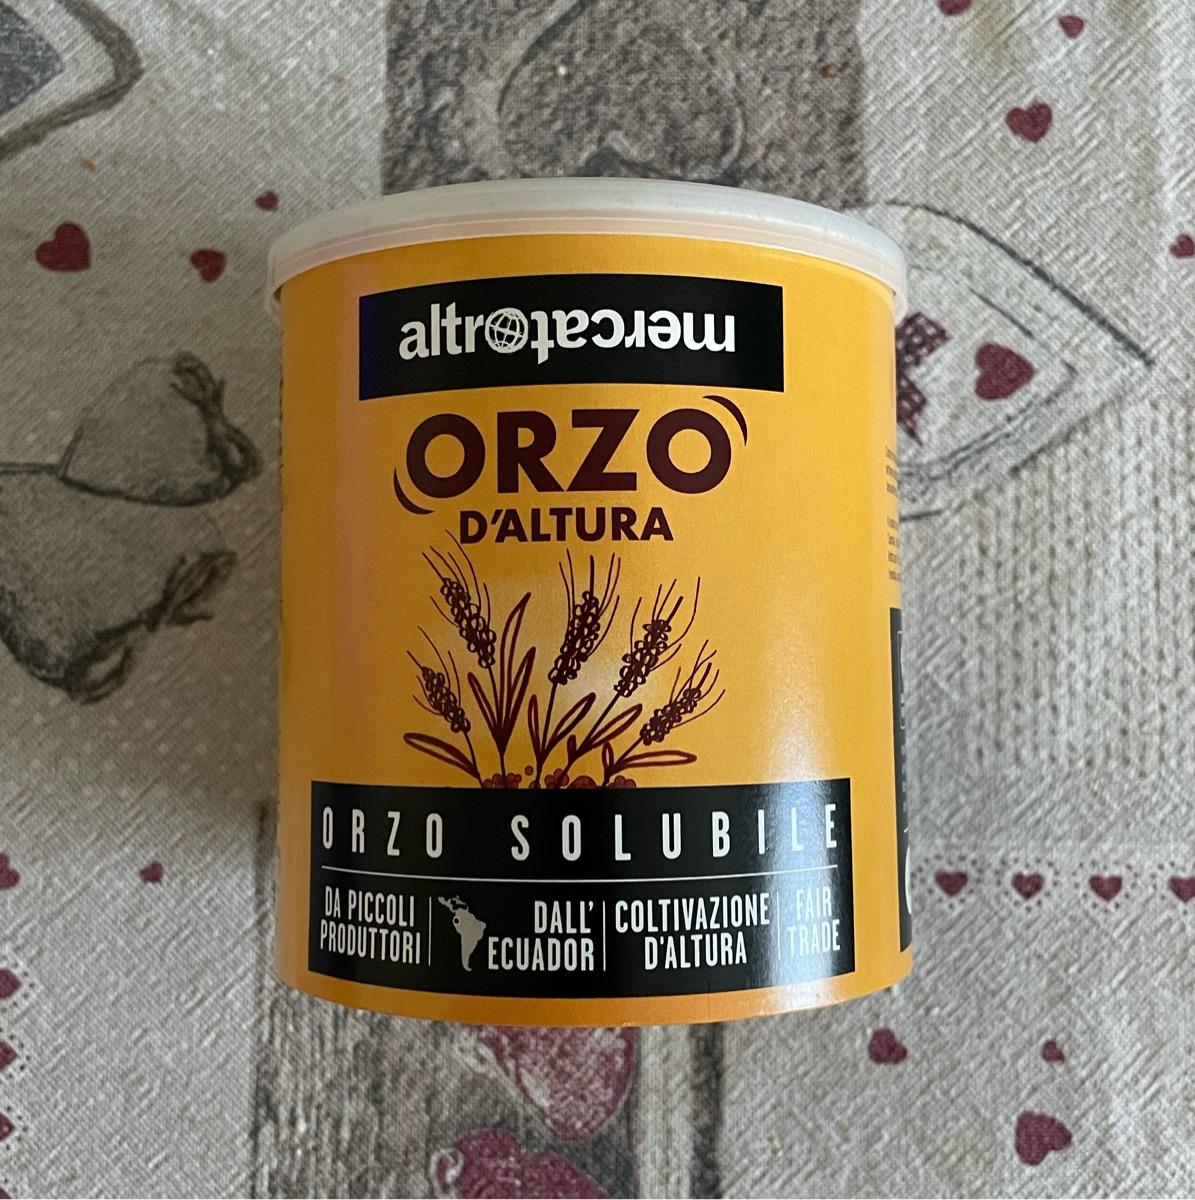 altromercato
ORZO
D'ALTURA
ORZO SOLUBILE
DA PICCOLI
PRODUTTORI
DALL'
ECUADOR
COLTIVAZIONE
D'ALTURA
FAIR
TRADE